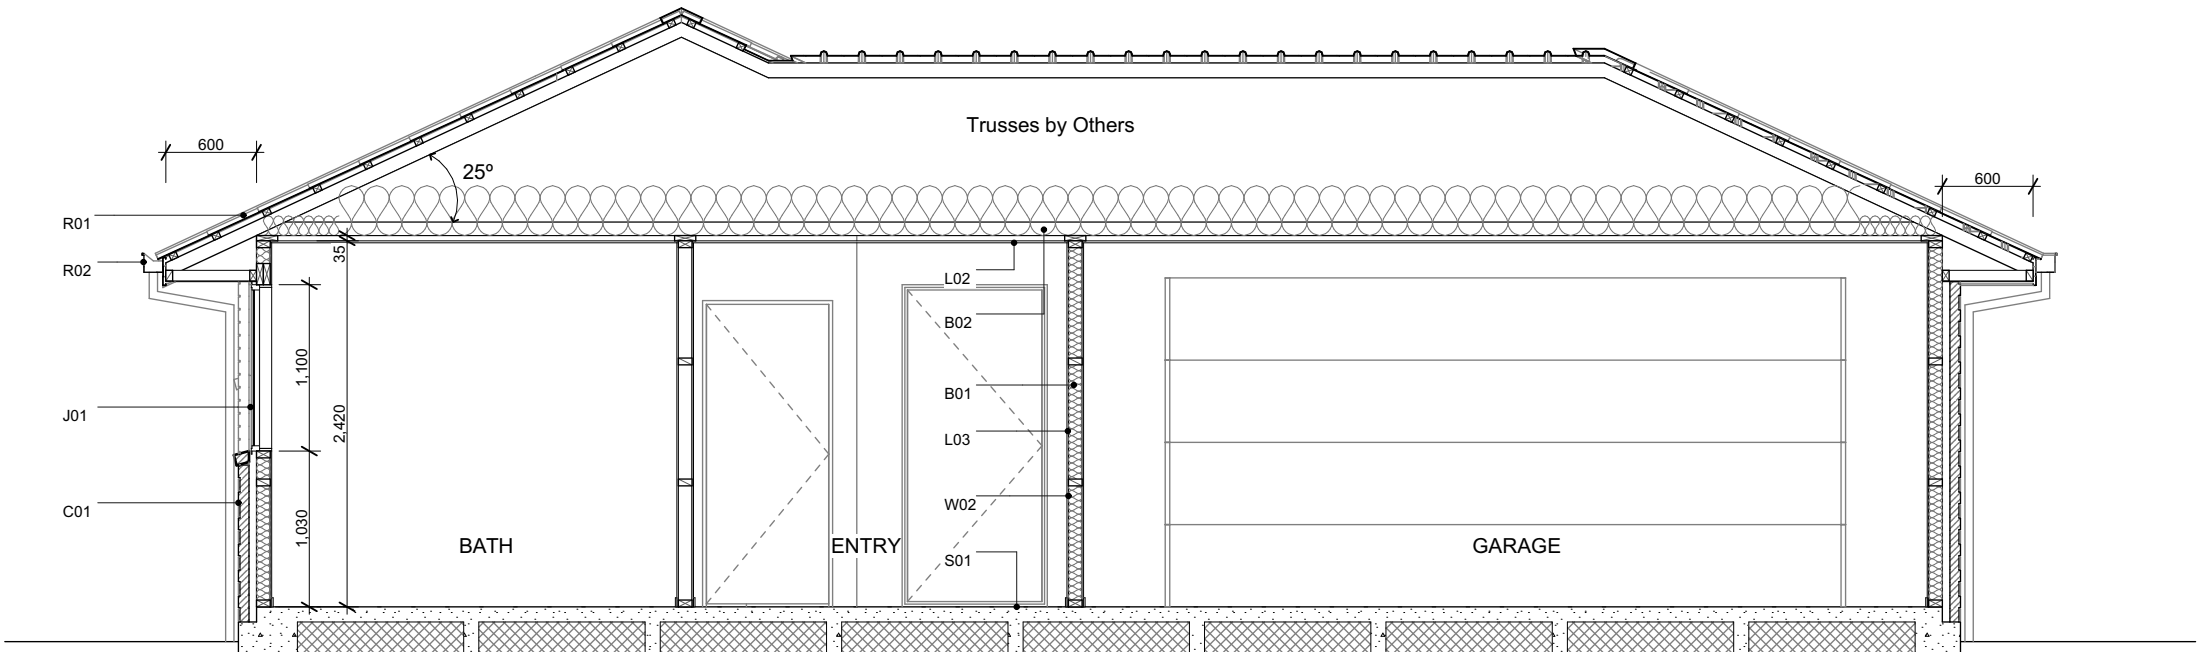 Trusses by Others
600
25º
600
R01
R02
35
L02
B02
1,100
2,420
J01
B01
L03
C01
W02
1,030
BATH
ENTRY
GARAGE
S01